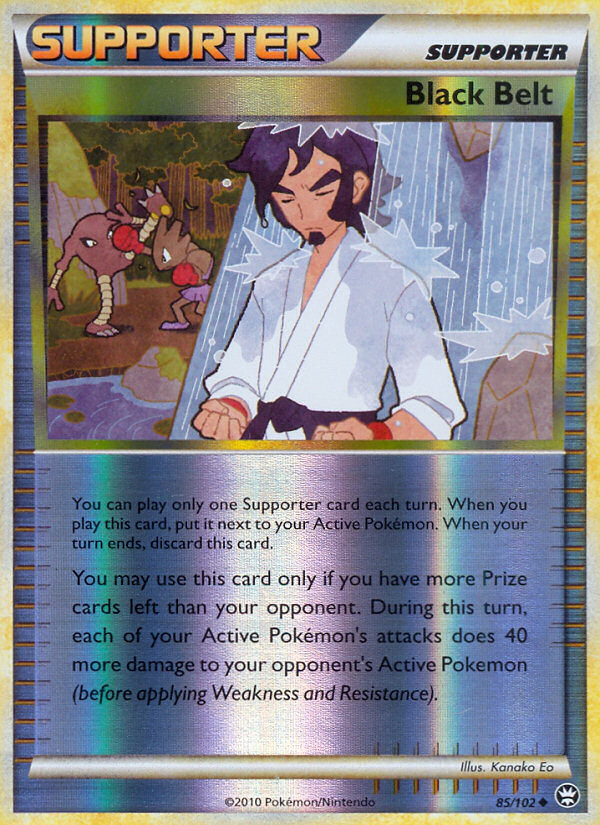 SUPPORTER
SUPPORTER
Black Belt
You can play only one Supporter card each turn. When you
play this card, put it next to your Active Pokémon. When your
turn ends, discard this card.
You may use this card only if you have more Prize
cards left than your opponent. During this turn,
each of your Active Pokémon's attacks does 40
more damage to your opponent's Active Pokemon
(before applying Weakness and Resistance).
Illus. Kanako Eo
©2010 Pokémon/Nintendo
85/102